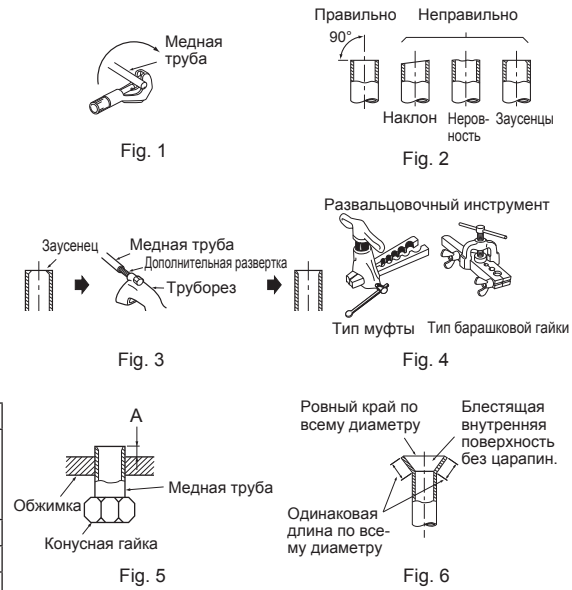 Медная
труба
Fig. 1
Правильно
Неправильно
90°
Наклон
Неров-
ность
Заусенцы
Fig. 2
Заусенец
Медная труба
Дополнительная развертка
Труборез
Fig. 3
Развальцовочный инструмент
Тип муфты
Тип барашковой гайки
Fig. 4
A
Обжимка
Медная труба
Конусная гайка
Fig. 5
Ровный край по
всему диаметру
Блестящая
внутренняя
поверхность
без царапин.
Одинаковая
длина по все-
му диаметру
Fig. 6